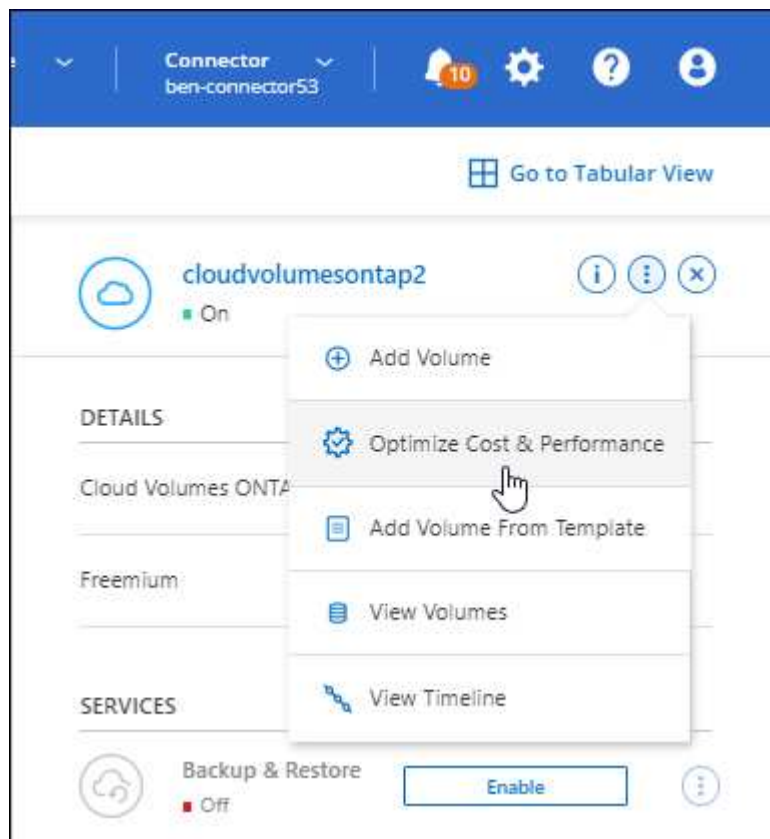 Connector
ben-connector53
10
Go to Tabular View
cloudvolumesontap2
On
Add Volume
DETAILS
Optimize Cost & Performance
Cloud Volumes ONTA
Add Volume From Template
Freemium
View Volumes
View Timeline
SERVICES
Backup & Restore
Enable
Off